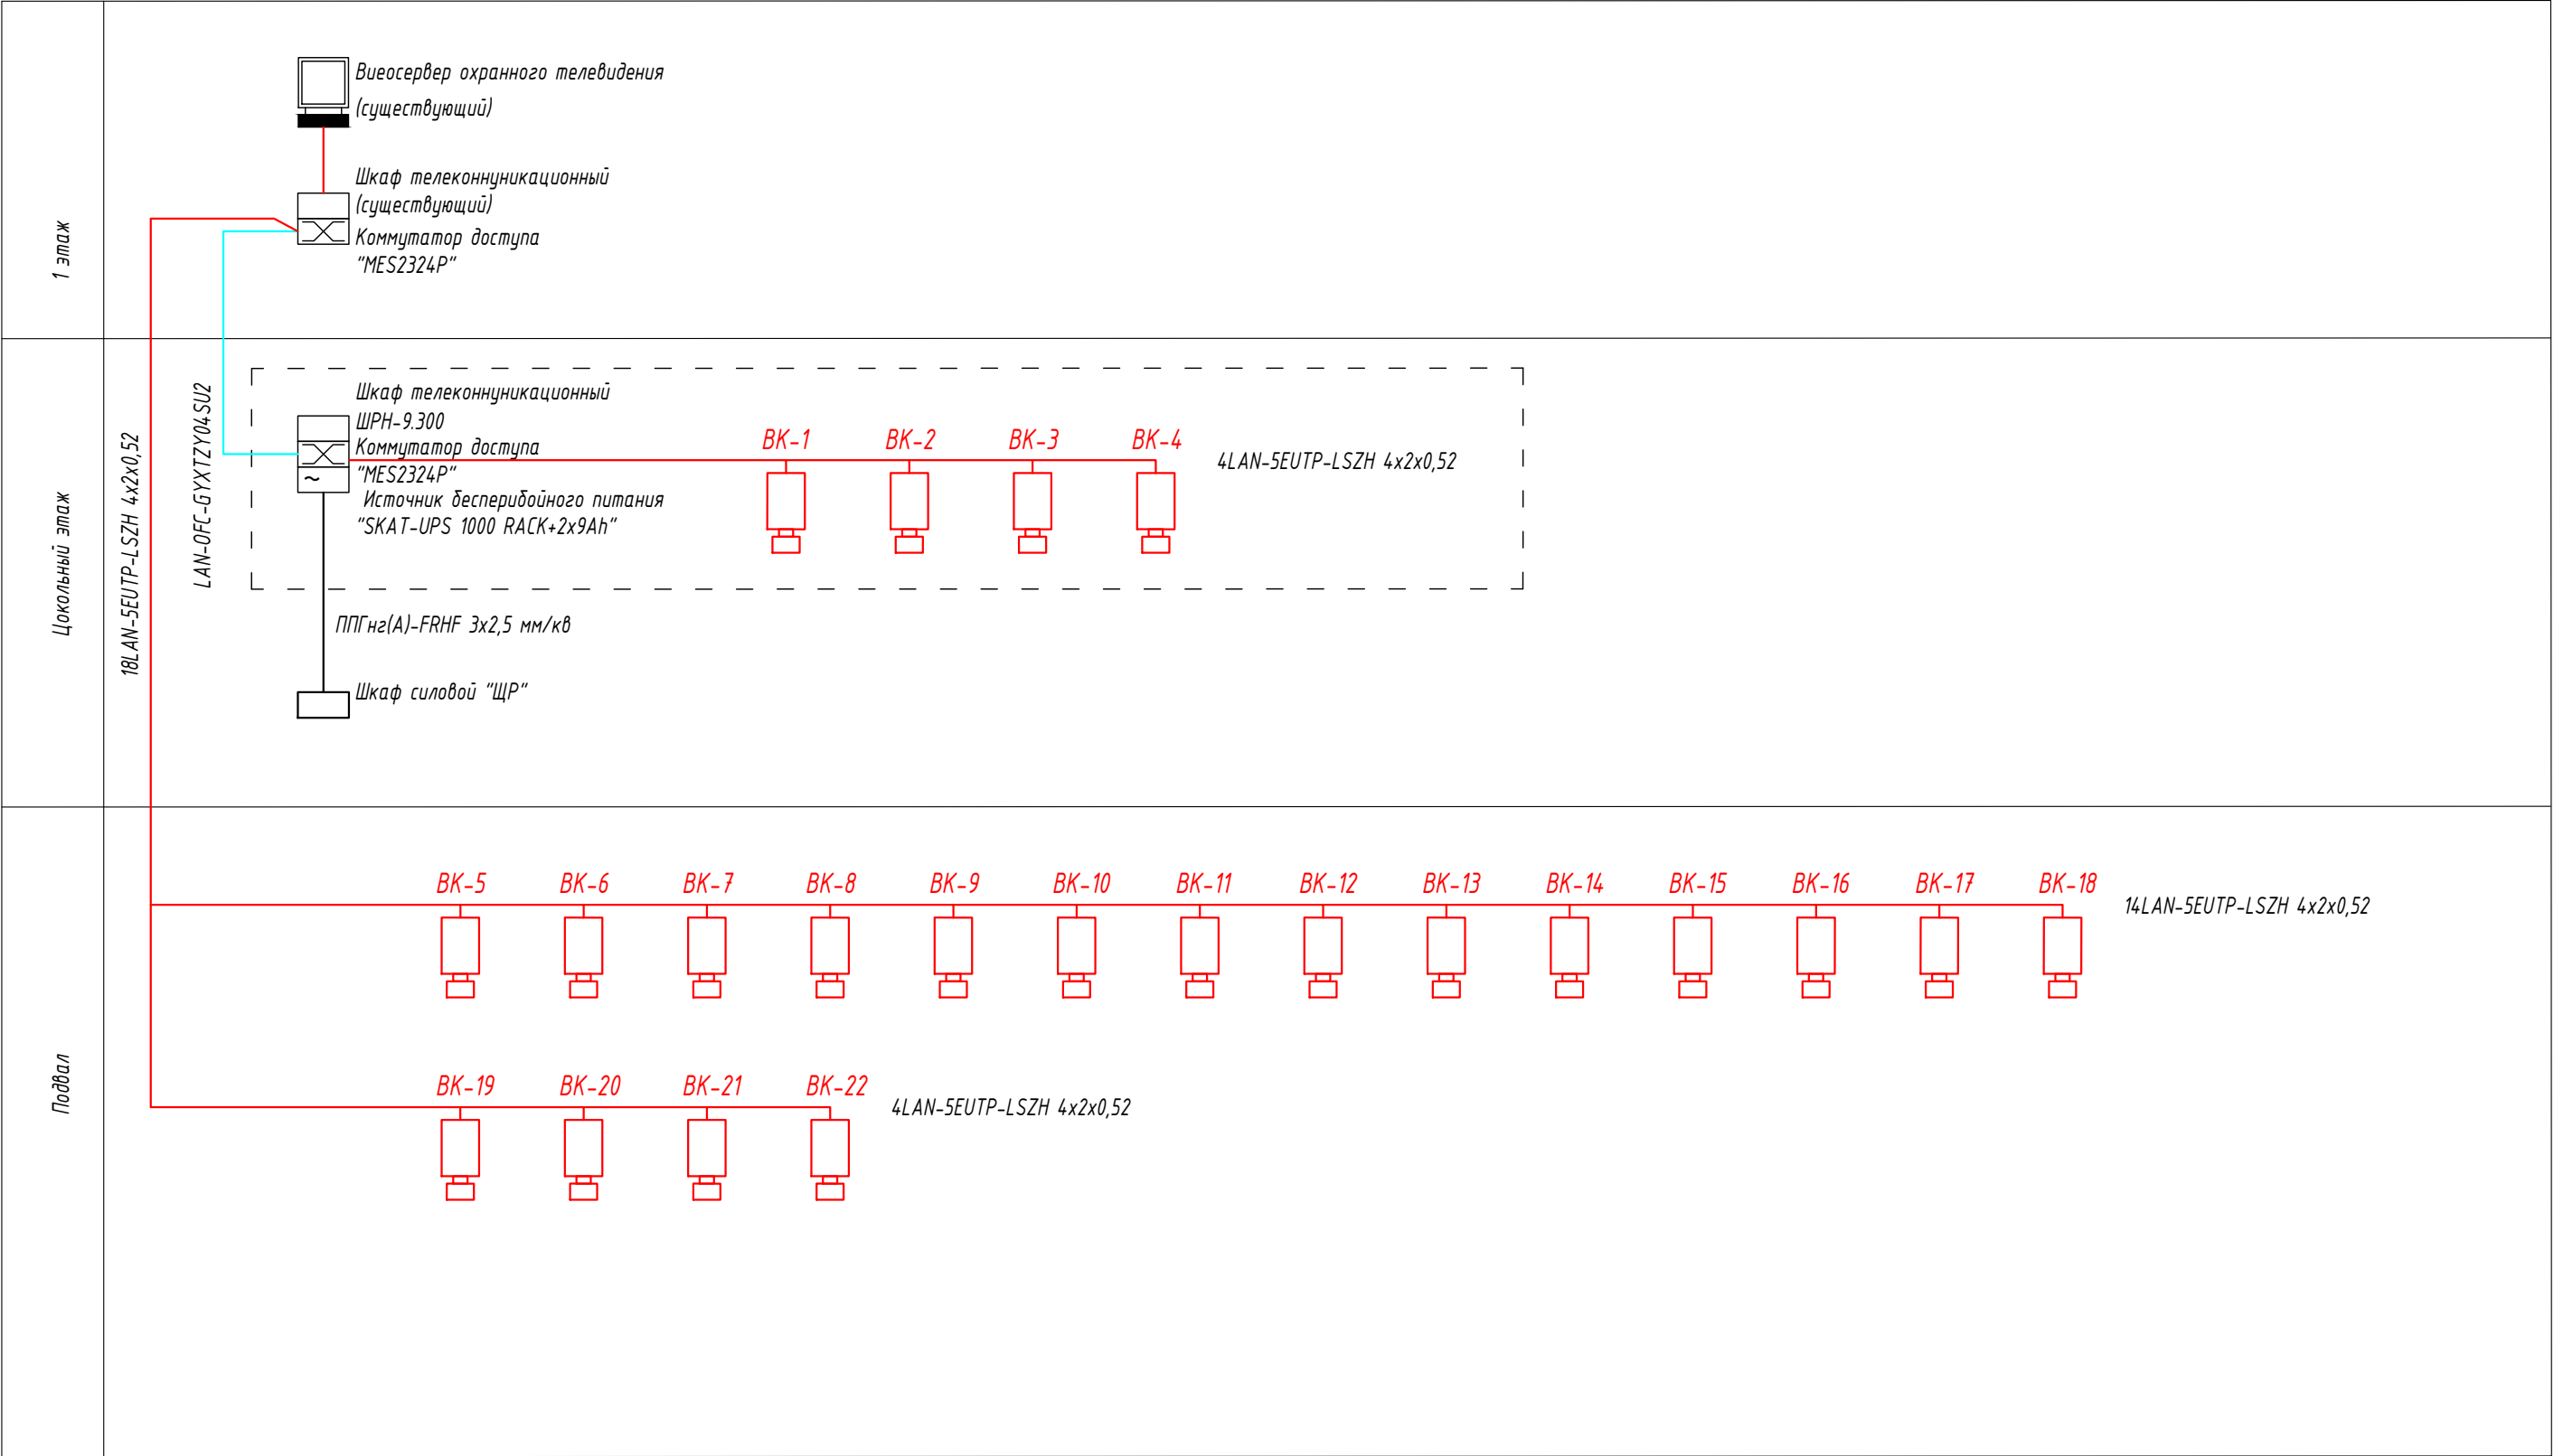 1 этаж
Виеосервер охранного телевидения
(существующий)
Шкаф телеконнуникационный
(существующий)
Коммутатор доступа
"MES2324P"
Цокольный этаж
18LAN-5EUTP-LSZH 4x2x0,52
LAN-OFC-GYXTZY04SU2
Шкаф телеконнуникационный
ШРН-9.300
Коммутатор доступа
"MES2324P"
Источник бесперибойного питания
"SKAT-UPS 1000 RACK+2x9Ah"
ВК-1 ВК-2 ВК-3 ВК-4
4LAN-5EUTP-LSZH 4x2x0,52
~
ППГнг(А)-FRHF 3х2,5 мм/кв
Шкаф силовой "ЩР"
Подвал
ВК-5 ВК-6 ВК-7 ВК-8 ВК-9 ВК-10 ВК-11 ВК-12 ВК-13 ВК-14 ВК-15 ВК-16 ВК-17 ВК-18
14LAN-5EUTP-LSZH 4x2x0,52
ВК-19 ВК-20 ВК-21 ВК-22
4LAN-5EUTP-LSZH 4x2x0,52